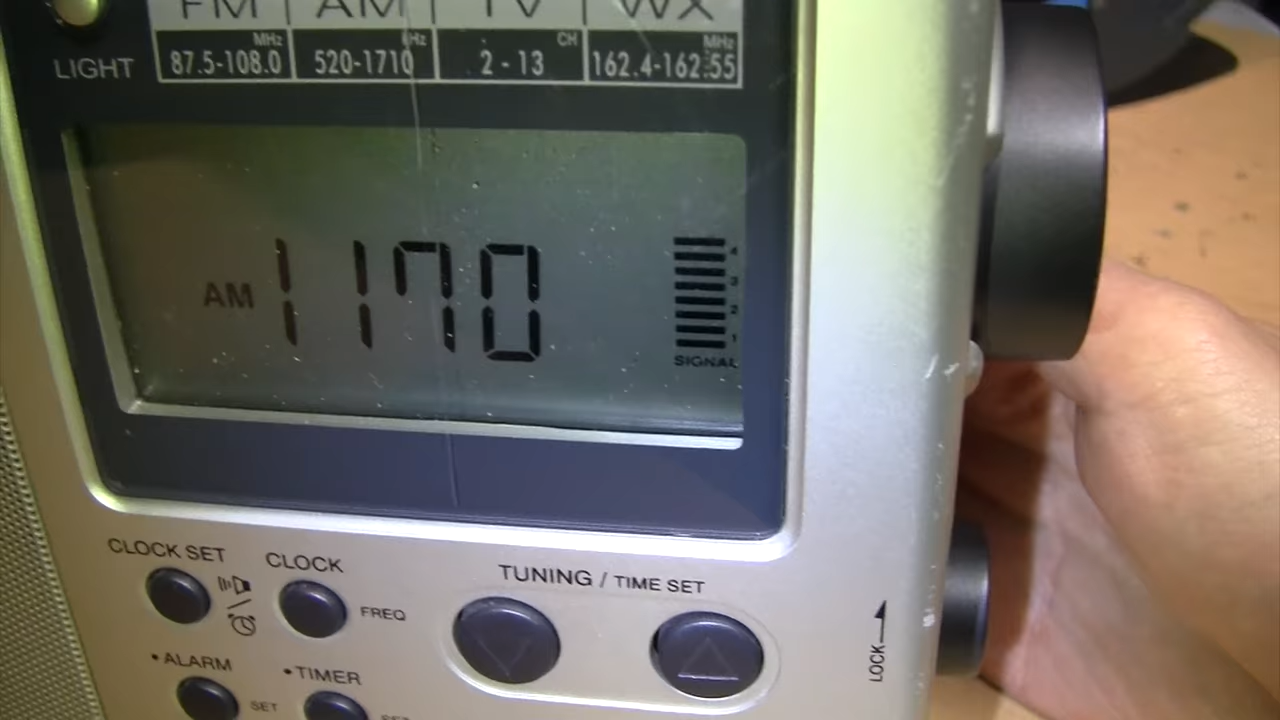 FM AM TV WX
MHz kHz CH MHz
LIGHT 87.5-108.0 520-1710 2 - 13 162.4-162.55
AM 1170
4
3
2
1
SIGNAL
CLOCK SET CLOCK TUNING / TIME SET
FREQ
LOCK
• ALARM • TIMER
SET SET